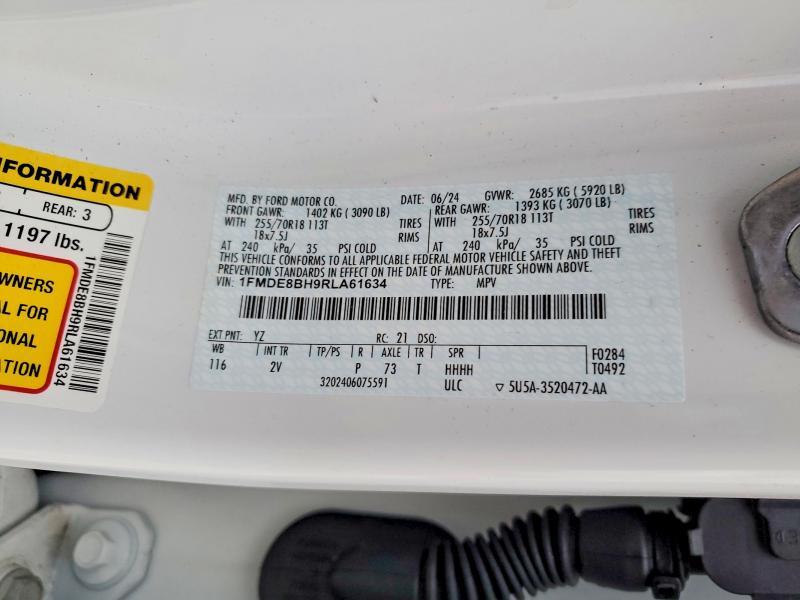 NFORMATION
REAR: 3
1197 lbs.
WNERS
AL FOR
ONAL
ATION
1FMDE8BH9RLA61634
MFD. BY FORD MOTOR CO. DATE: 06/24 GVWR: 2685 KG ( 5920 LB)
FRONT GAWR: 1402 KG ( 3090 LB) REAR GAWR: 1393 KG ( 3070 LB)
WITH 255/70R18 113T TIRES WITH 255/70R18 113T TIRES
18x7.5J RIMS 18x7.5J RIMS
AT 240 kPa/ 35 PSI COLD AT 240 kPa/ 35 PSI COLD
THIS VEHICLE CONFORMS TO ALL APPLICABLE FEDERAL MOTOR VEHICLE SAFETY AND THEFT
PREVENTION STANDARDS IN EFFECT ON THE DATE OF MANUFACTURE SHOWN ABOVE.
VIN: 1FMDE8BH9RLA61634 TYPE: MPV
EXT PNT: YZ RC: 21 DSO:
WB INT TR TP/PS R AXLE TR SPR F0284
116 2V P 73 T HHHH T0492
3202406075591 ULC ▽ 5U5A-3520472-AA